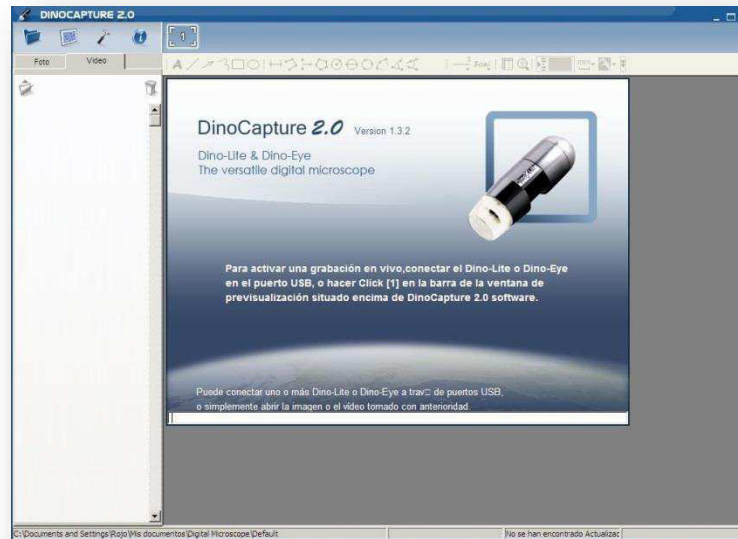 DINOCAPTURE 2.0
1
Foto Video
DinoCapture 2.0 Version 1.3.2
Dino-Lite & Dino-Eye
The versatile digital microscope
Para activar una grabación en vivo,conectar el Dino-Lite o Dino-Eye
en el puerto USB, o hacer Click [1] en la barra de la ventana de
previsualización situado encima de DinoCapture 2.0 software.
Puede conectar uno o más Dino-Lite o Dino-Eye a trav□ de puertos USB,
o simplemente abrir la imagen o el vídeo tomado con anterioridad.
C:\Documents and Settings\Rojo\Mis documentos\Digital Microscope\Default
No se han encontrado Actualizac